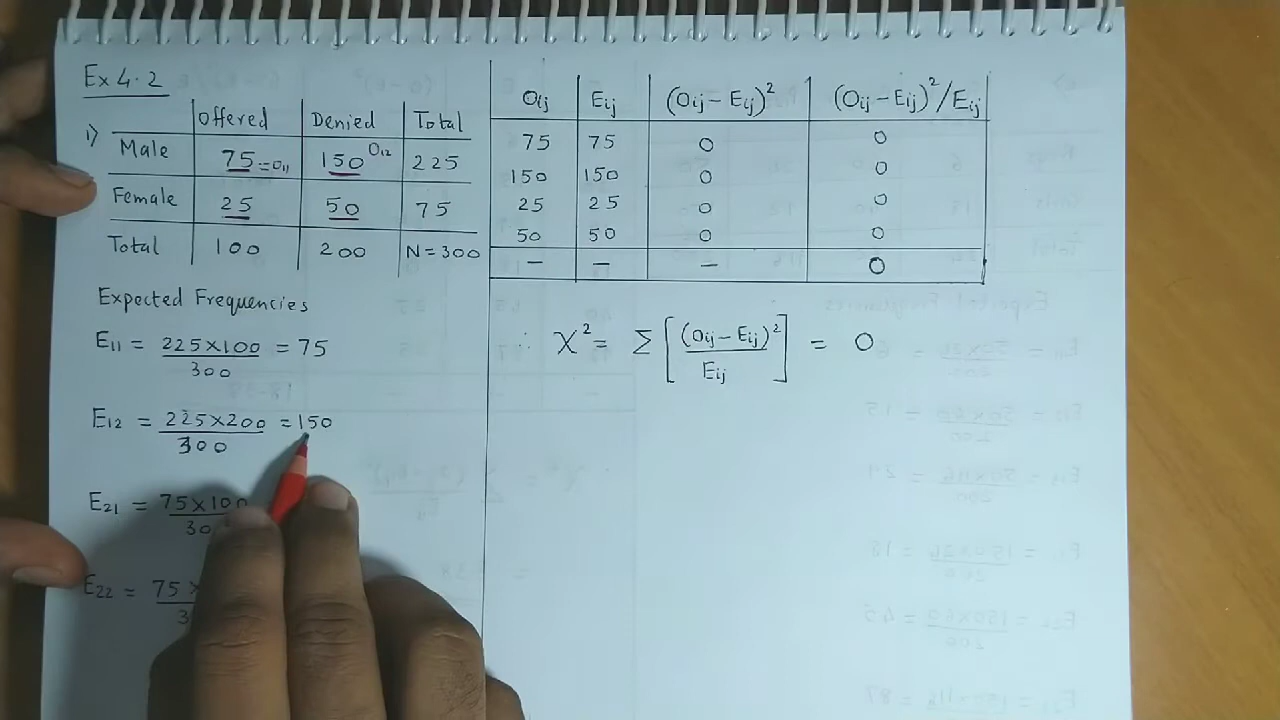 Ex 4.2
1) Offered Denied Total
Male 75=O11 150 O12 225
Female 25 50 75
Total 100 200 N=300
Expected Frequencies
E11 = 225×100/300 = 75
E12 = 225×200/300 = 150
E21 = 75×100/30
E22 = 75×/3
Oij Eij (Oij – Eij)² (Oij – Eij)²/Eij
75 75 0 0
150 150 0 0
25 25 0 0
50 50 0 0
– – – 0
∴ χ² = Σ[(Oij – Eij)²/Eij] = 0